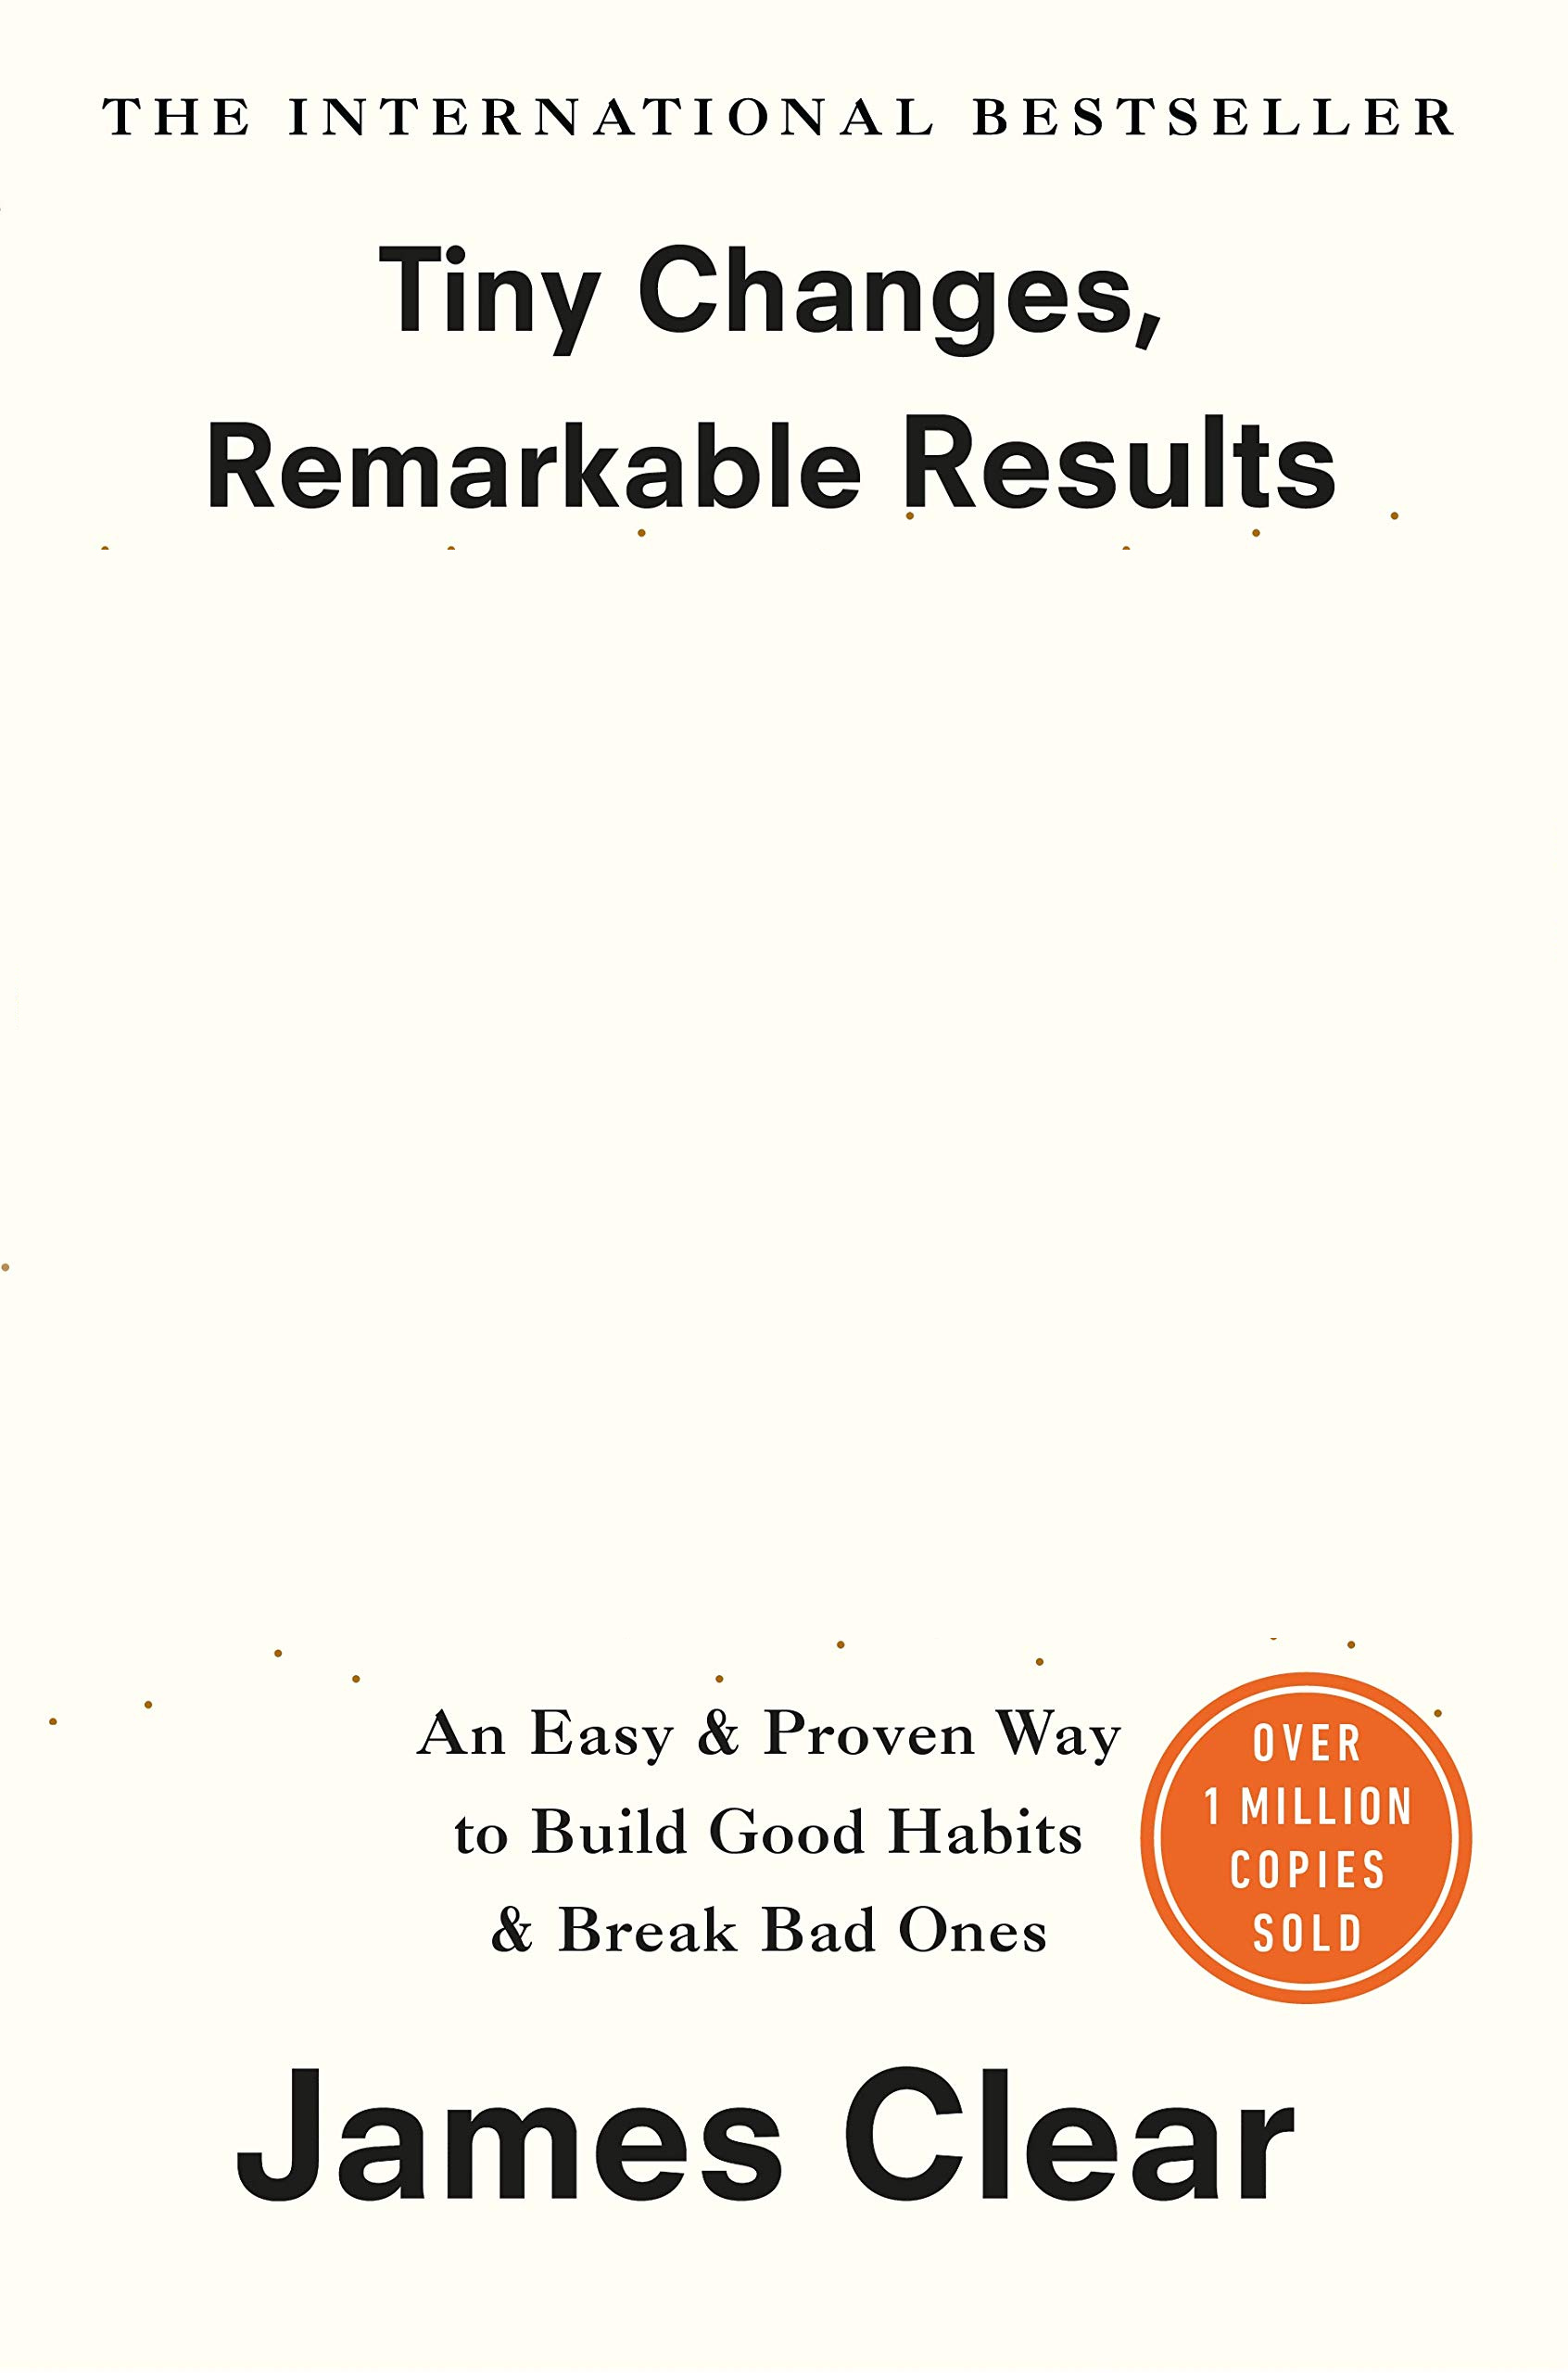 THE INTERNATIONAL BESTSELLER
Tiny Changes,
Remarkable Results
An Easy & Proven Way
to Build Good Habits
& Break Bad Ones
OVER
1 MILLION
COPIES
SOLD
James Clear